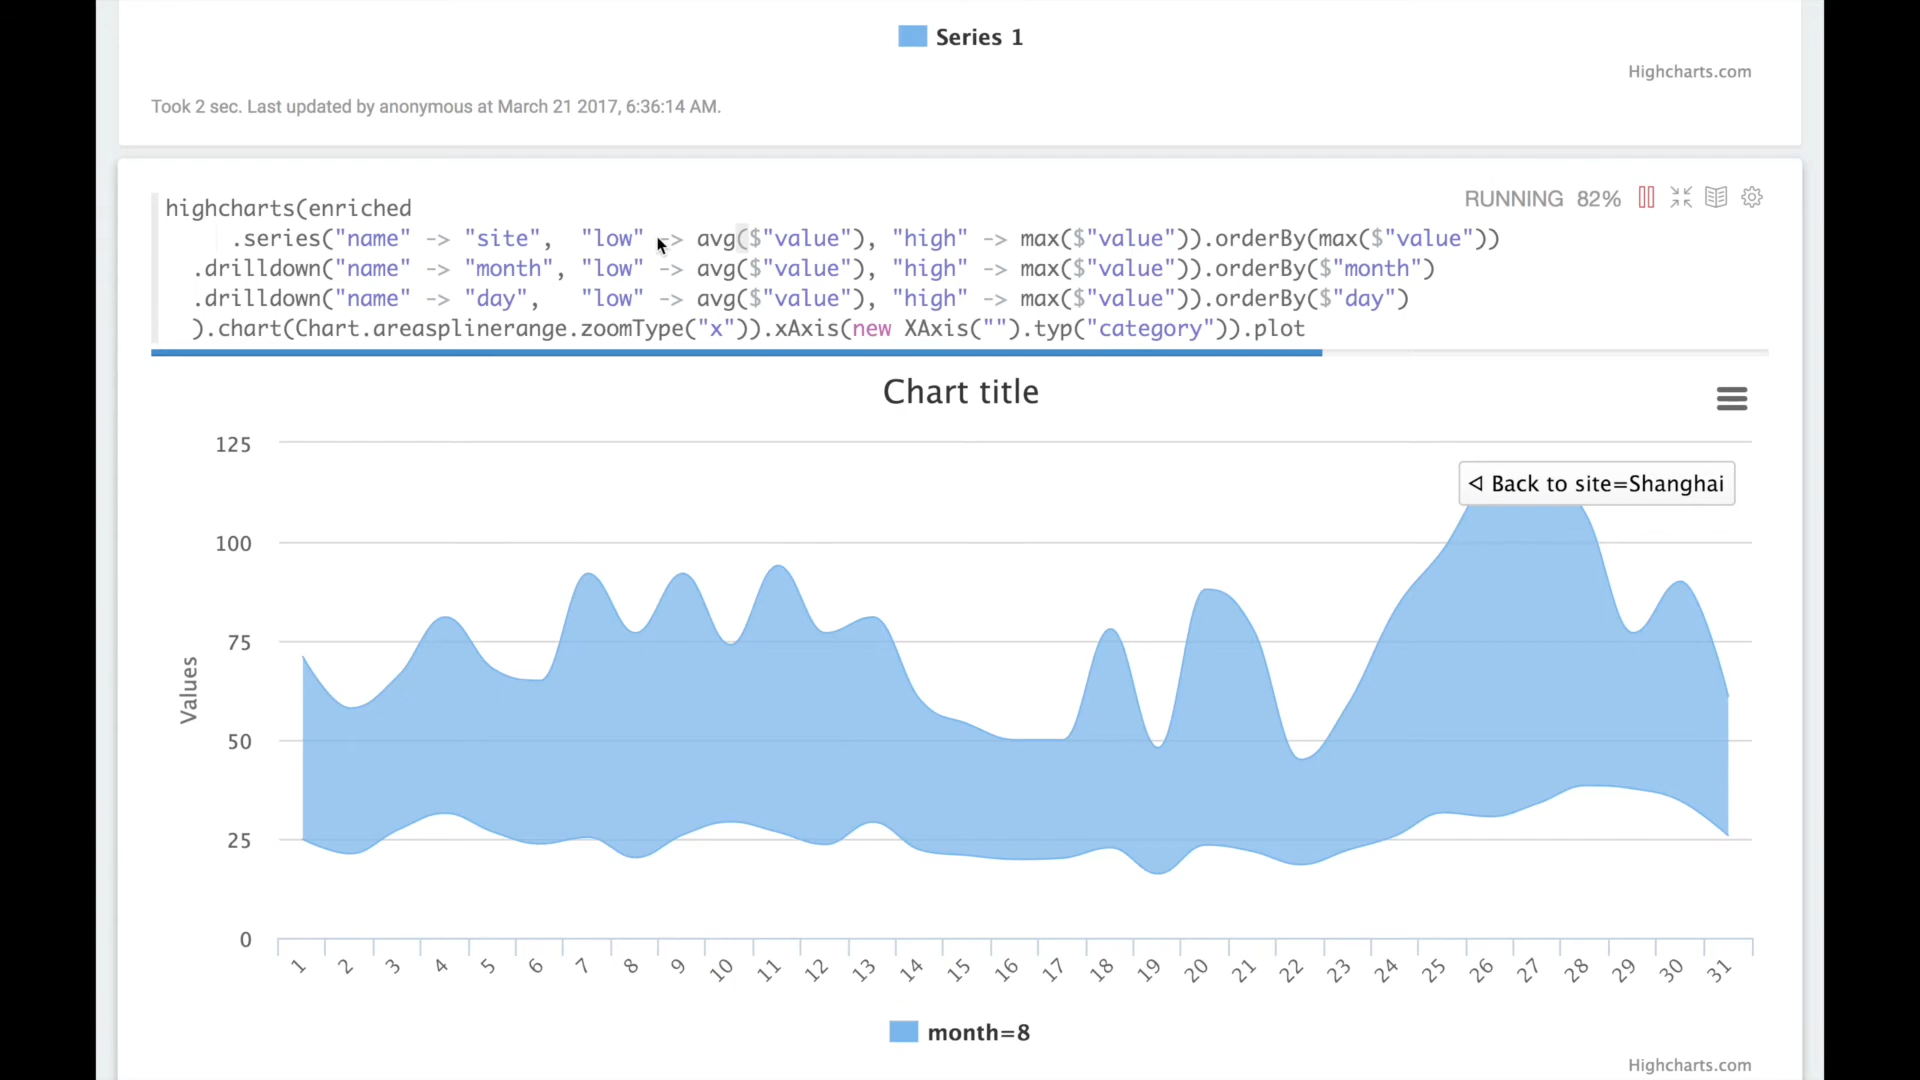 Series 1
Highcharts.com
Took 2 sec. Last updated by anonymous at March 21 2017, 6:36:14 AM.
RUNNING 82%
highcharts(enriched
.series("name" -> "site", "low" -> avg($"value"), "high" -> max($"value")).orderBy(max($"value"))
.drilldown("name" -> "month", "low" -> avg($"value"), "high" -> max($"value")).orderBy($"month")
.drilldown("name" -> "day", "low" -> avg($"value"), "high" -> max($"value")).orderBy($"day")
).chart(Chart.areasplinerange.zoomType("x")).xAxis(new XAxis("").typ("category")).plot
Chart title
◁ Back to site=Shanghai
125
100
75
50
25
0
Values
1 2 3 4 5 6 7 8 9 10 11 12 13 14 15 16 17 18 19 20 21 22 23 24 25 26 27 28 29 30 31
month=8
Highcharts.com